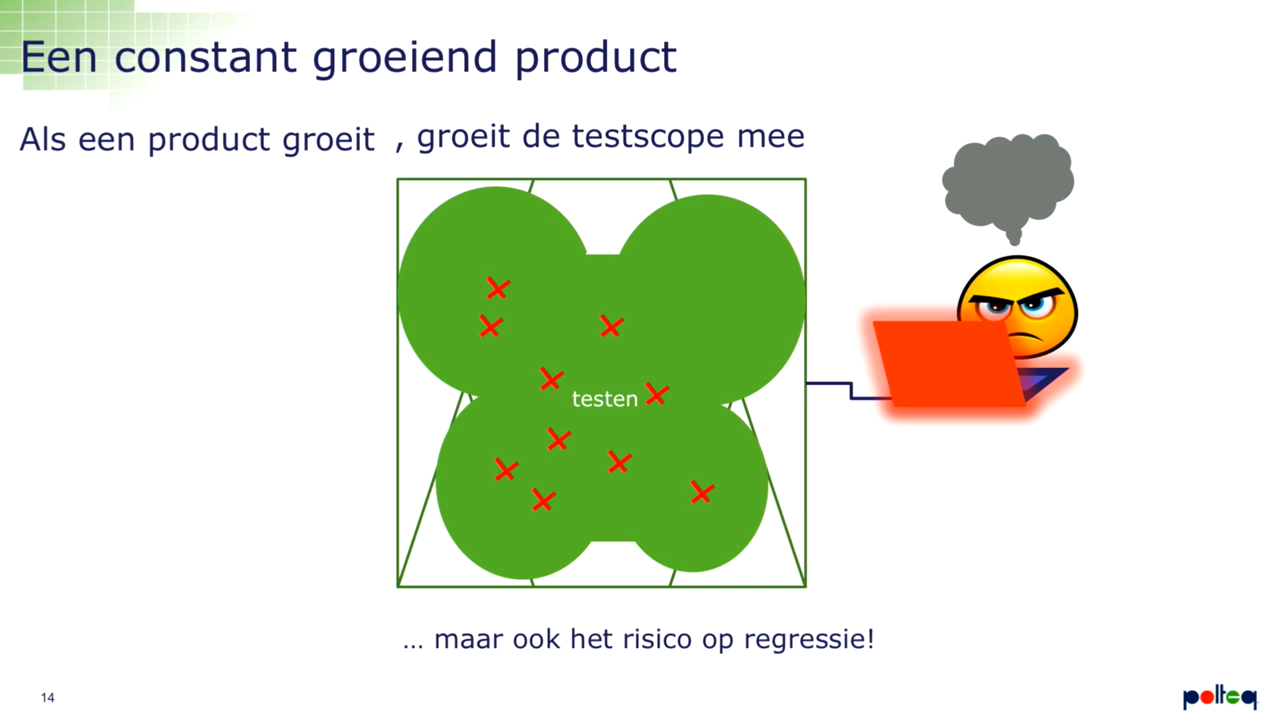 Een constant groeiend product
Als een product groeit , groeit de testscope mee
testen
… maar ook het risico op regressie!
14
polteq